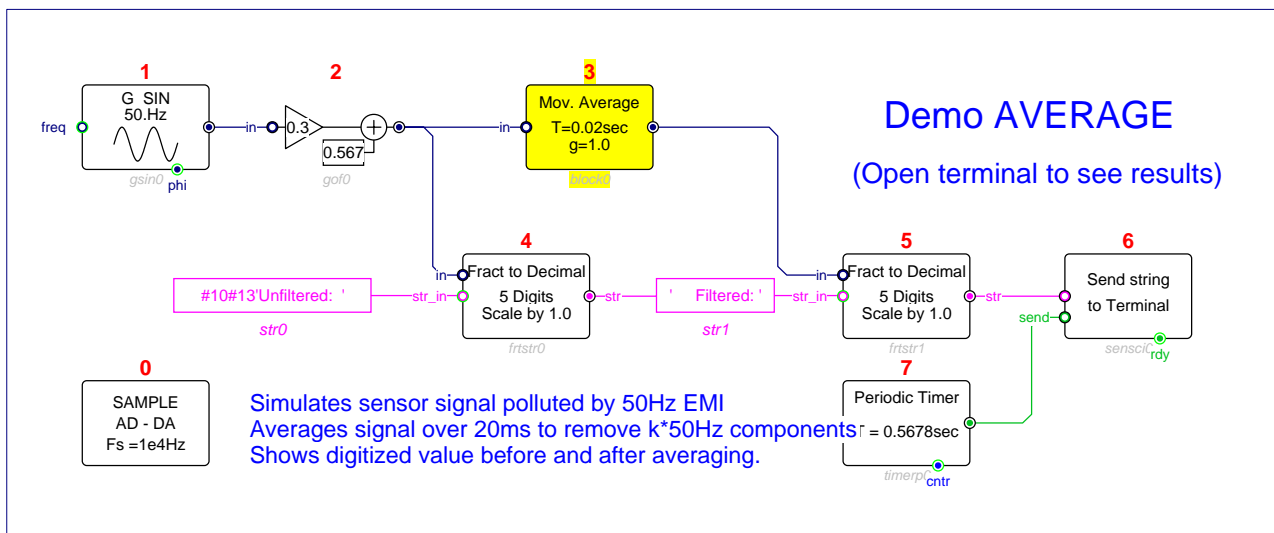 1
G SIN
50.Hz
freq
phi
gsin0
2
in
0.3
0.567
gof0
3
in
Mov. Average
T=0.02sec
g=1.0
block0
Demo AVERAGE
(Open terminal to see results)
4
in
Fract to Decimal
#10#13'Unfiltered:  '
str_in
5 Digits
Scale by 1.0
str
str0
frtstr0
'     Filtered: '
str1
5
in
Fract to Decimal
str_in
5 Digits
Scale by 1.0
str
frtstr1
6
Send string
to Terminal
send
sensci0
rdy
0
SAMPLE
AD - DA
Fs =1e4Hz
Simulates sensor signal polluted by 50Hz EMI
Averages signal over 20ms to remove k*50Hz components
Shows digitized value before and after averaging.
7
Periodic Timer
T = 0.5678sec
timerp0
cntr